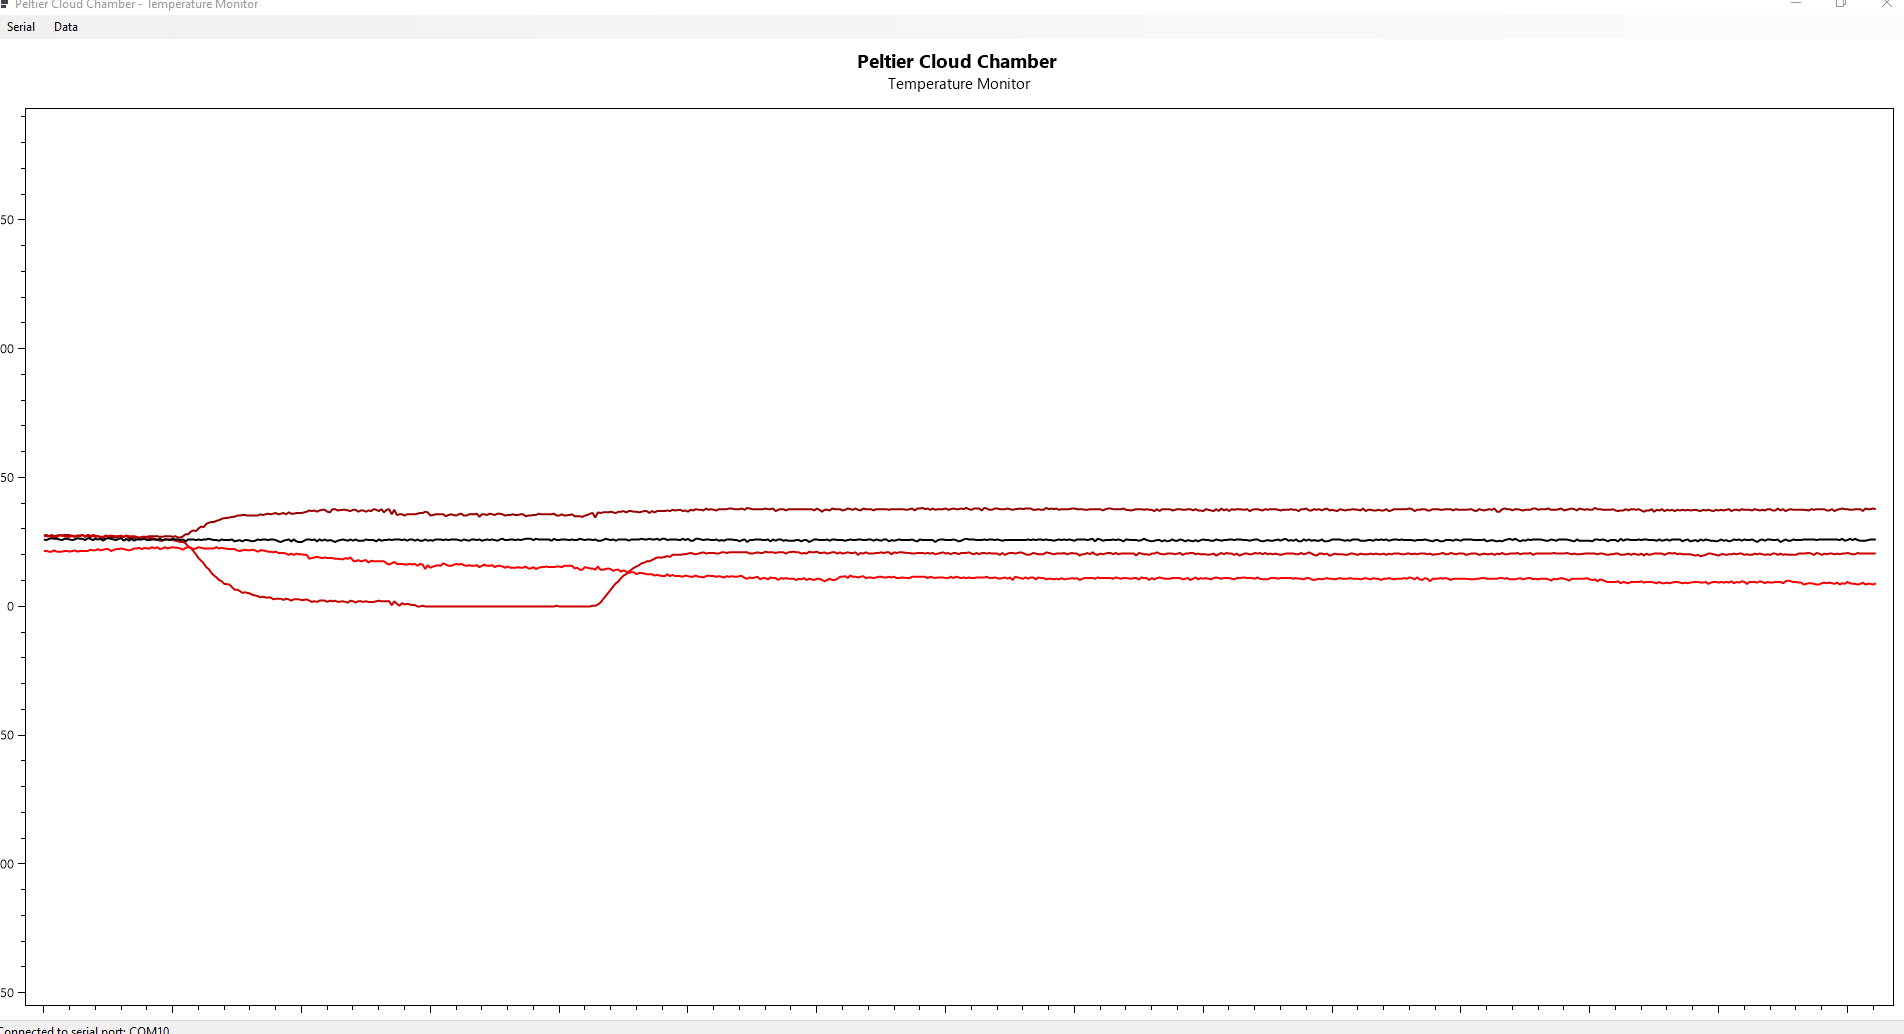 Peltier Cloud Chamber - Temperature Monitor
Serial Data
Peltier Cloud Chamber
Temperature Monitor
50
00
50
0
50
00
50
Connected to serial port: COM10